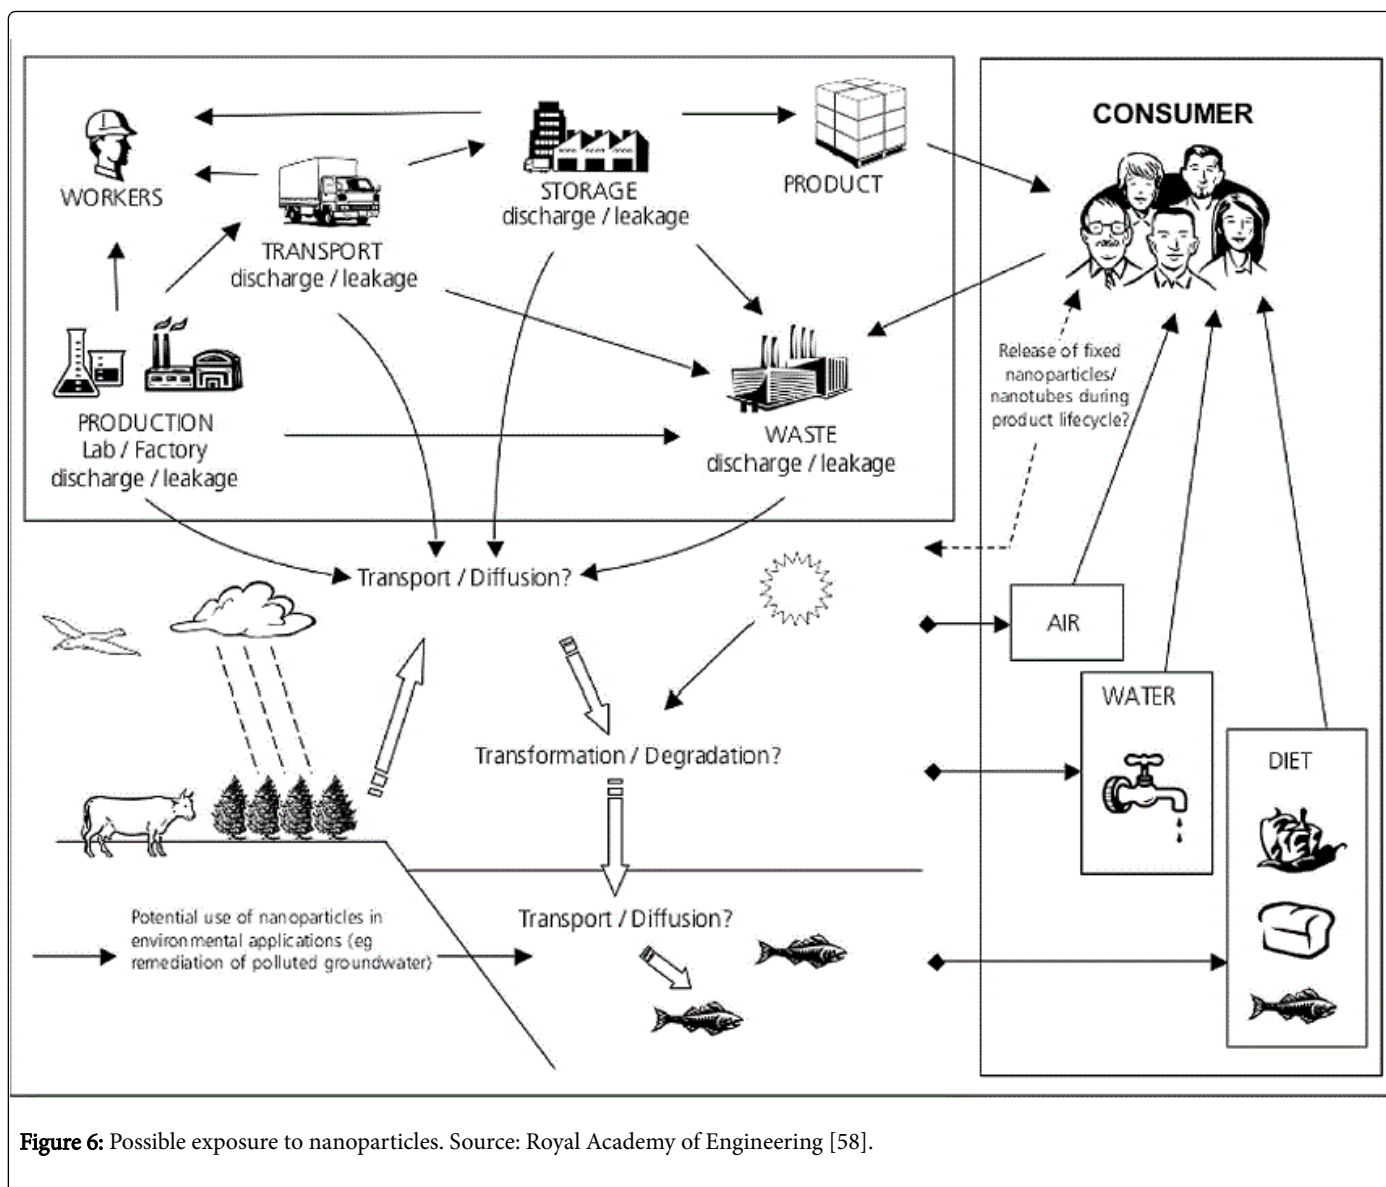 WORKERS
TRANSPORT
discharge / leakage
STORAGE
discharge / leakage
PRODUCT
PRODUCTION
Lab / Factory
discharge / leakage
WASTE
discharge / leakage
CONSUMER
Release of fixed
nanoparticles/
nanotubes during
product lifecycle?
Transport / Diffusion?
Transformation / Degradation?
Transport / Diffusion?
Potential use of nanoparticles in
environmental applications (eg
remediation of polluted groundwater)
AIR
WATER
DIET
Figure 6: Possible exposure to nanoparticles. Source: Royal Academy of Engineering [58].